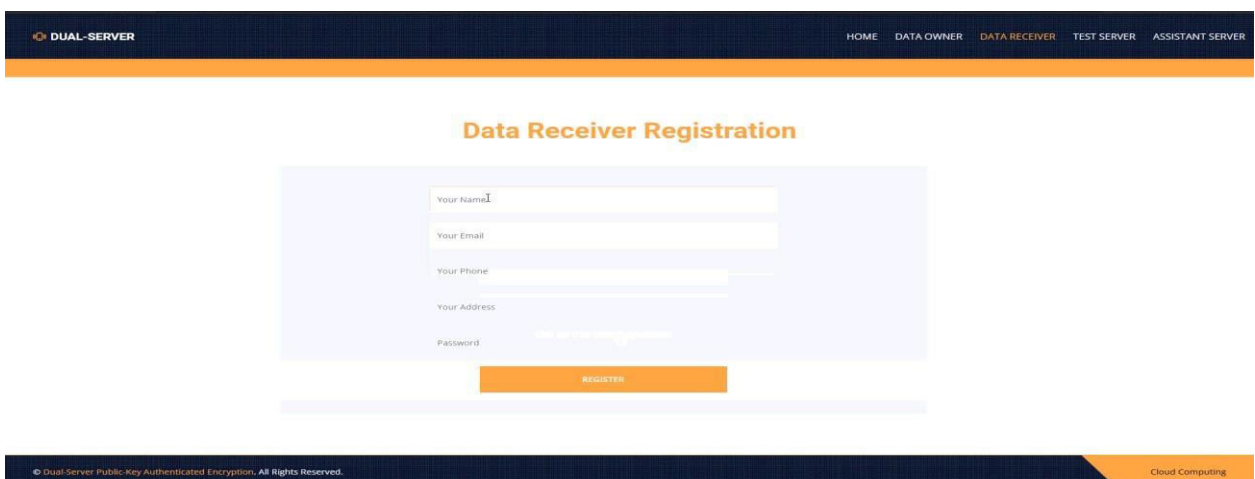 DUAL-SERVER
HOME DATA OWNER DATA RECEIVER TEST SERVER ASSISTANT SERVER
Data Receiver Registration
Your Name
Your Email
Your Phone
Your Address
Password
REGISTER
© Dual-Server Public-Key Authenticated Encryption. All Rights Reserved.
Cloud Computing